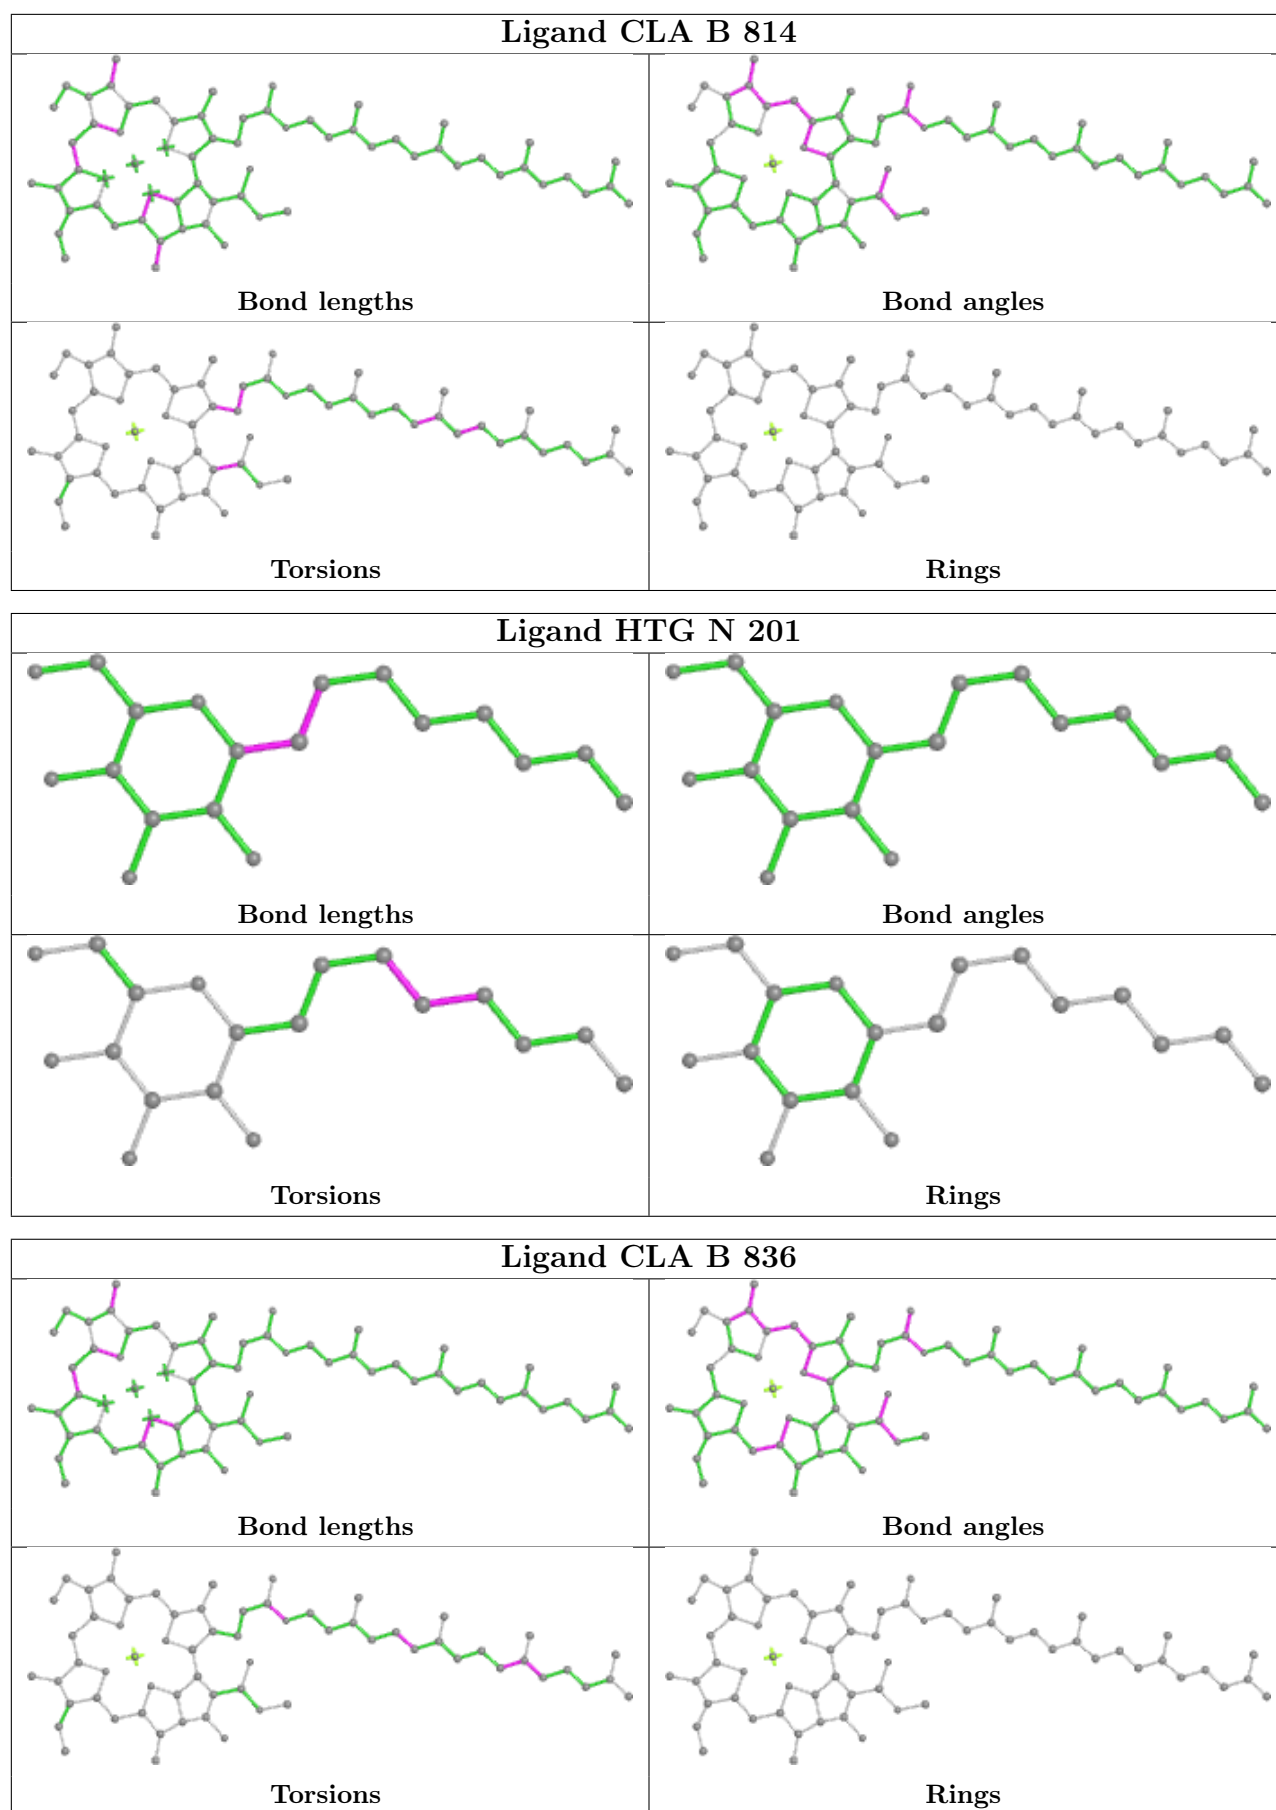 Ligand CLA B 814
Bond lengths
Bond angles
Torsions
Rings
Ligand HTG N 201
Bond lengths
Bond angles
Torsions
Rings
Ligand CLA B 836
Bond lengths
Bond angles
Torsions
Rings